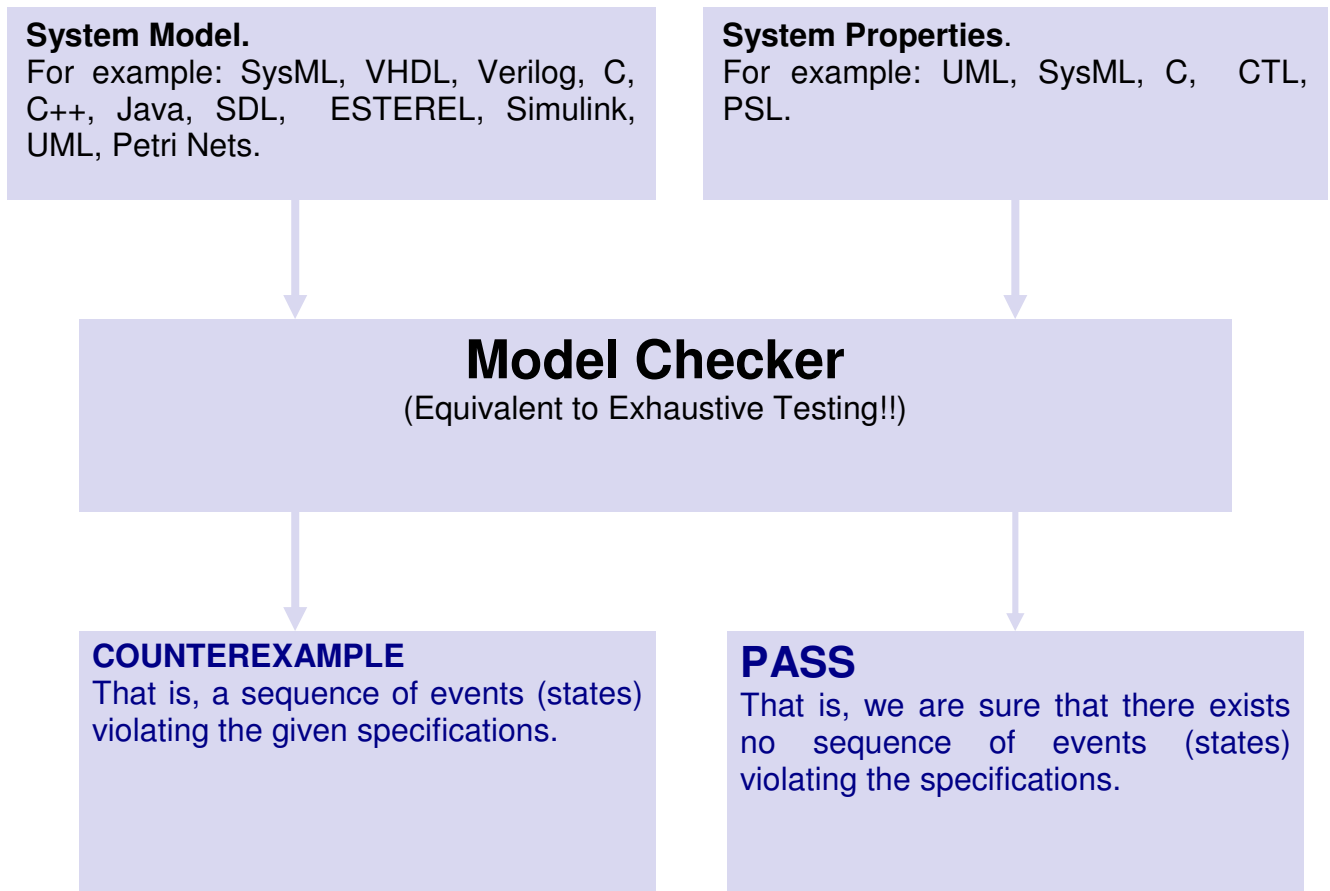 System Model.
For example: SysML, VHDL, Verilog, C,
C++, Java, SDL, ESTEREL, Simulink,
UML, Petri Nets.
System Properties.
For example: UML, SysML, C, CTL,
PSL.
Model Checker
(Equivalent to Exhaustive Testing!!)
COUNTEREXAMPLE
That is, a sequence of events (states)
violating the given specifications.
PASS
That is, we are sure that there exists
no sequence of events (states)
violating the specifications.